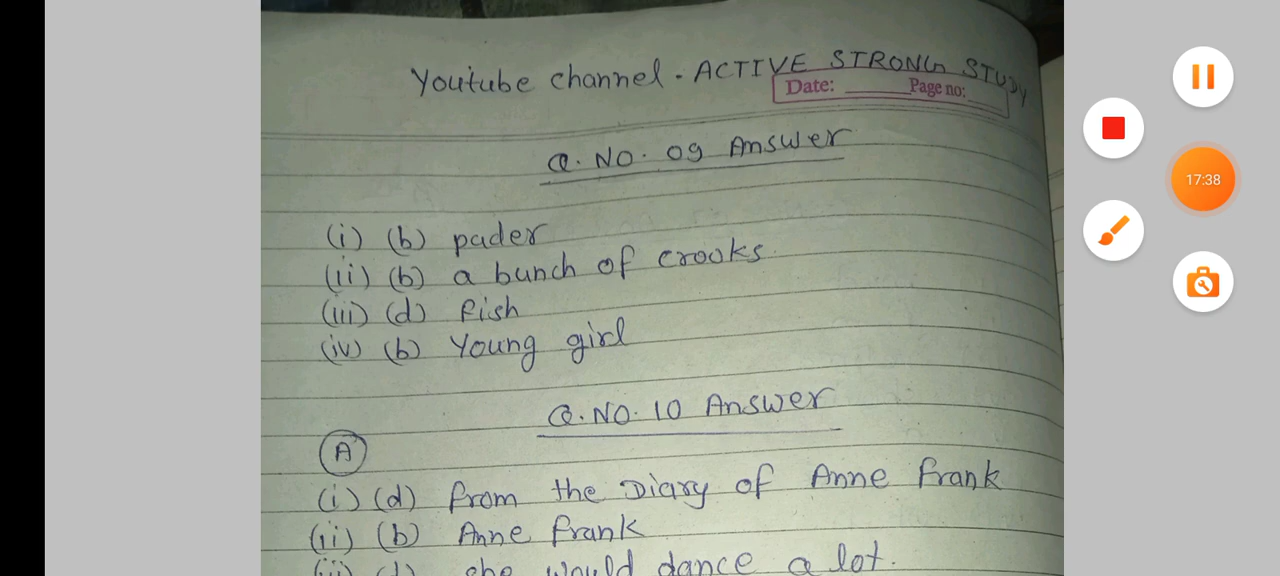 Youtube channel - ACTIVE STRONG STUDY
Date: Page no:
Q. NO. 09 Answer
(i) (b) pader
(ii) (b) a bunch of crooks
(iii) (d) fish
(iv) (b) Young girl
Q. NO. 10 Answer
(A)
(i) (d) from the Diary of Anne frank
(ii) (b) Anne frank
(iii) (d) she would dance a lot.
17:38